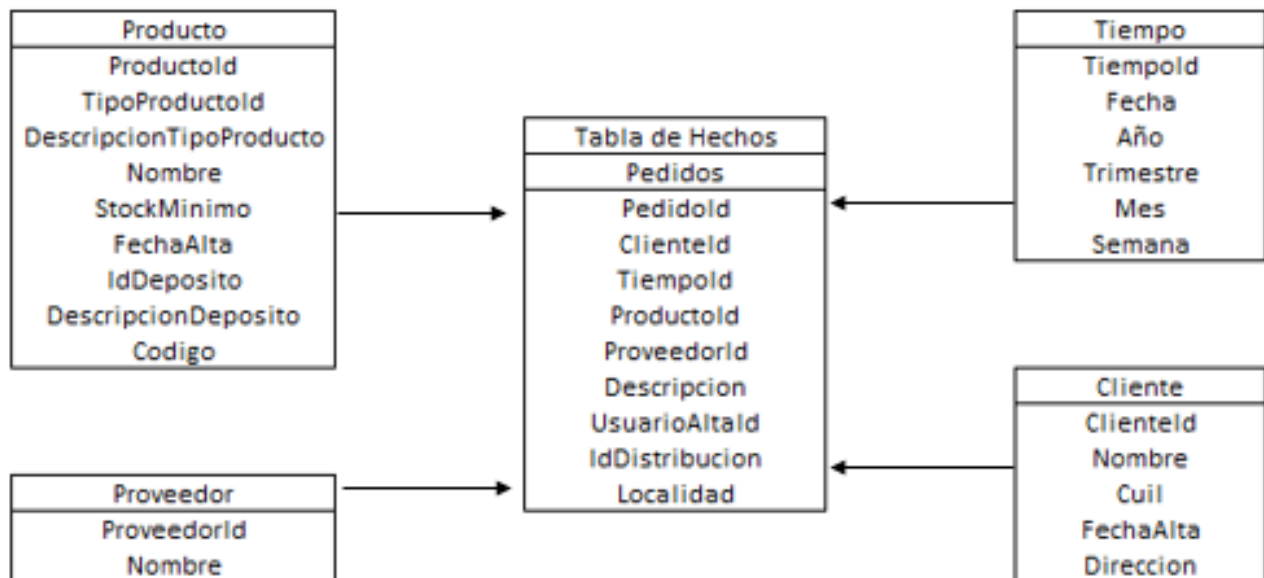 Producto
ProductoId
TipoProductoId
DescripcionTipoProducto
Nombre
StockMinimo
FechaAlta
IdDeposito
DescripcionDeposito
Codigo
Proveedor
ProveedorId
Nombre
Tabla de Hechos
Pedidos
PedidoId
ClienteId
TiempoId
ProductoId
ProveedorId
Descripcion
UsuarioAltaId
IdDistribucion
Localidad
Tiempo
TiempoId
Fecha
Año
Trimestre
Mes
Semana
Cliente
ClienteId
Nombre
Cuil
FechaAlta
Direccion